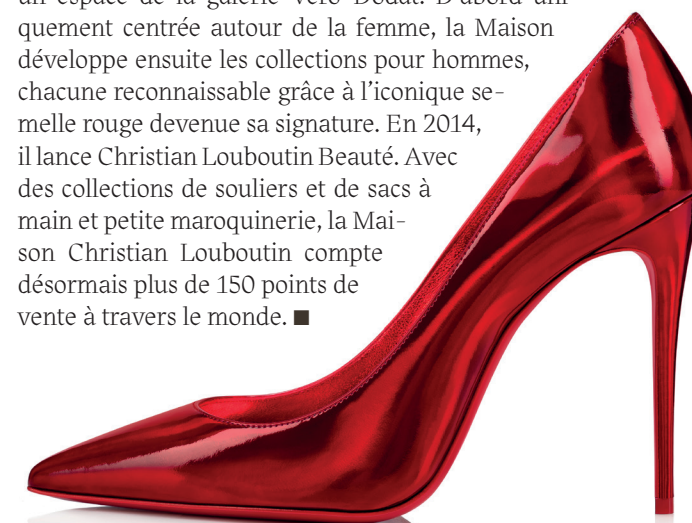 quement centrée autour de la femme, la Maison
développe ensuite les collections pour hommes,
chacune reconnaissable grâce à l'iconique se-
melle rouge devenue sa signature. En 2014,
il lance Christian Louboutin Beauté. Avec
des collections de souliers et de sacs à
main et petite maroquinerie, la Mai-
son Christian Louboutin compte
désormais plus de 150 points de
vente à travers le monde. ■